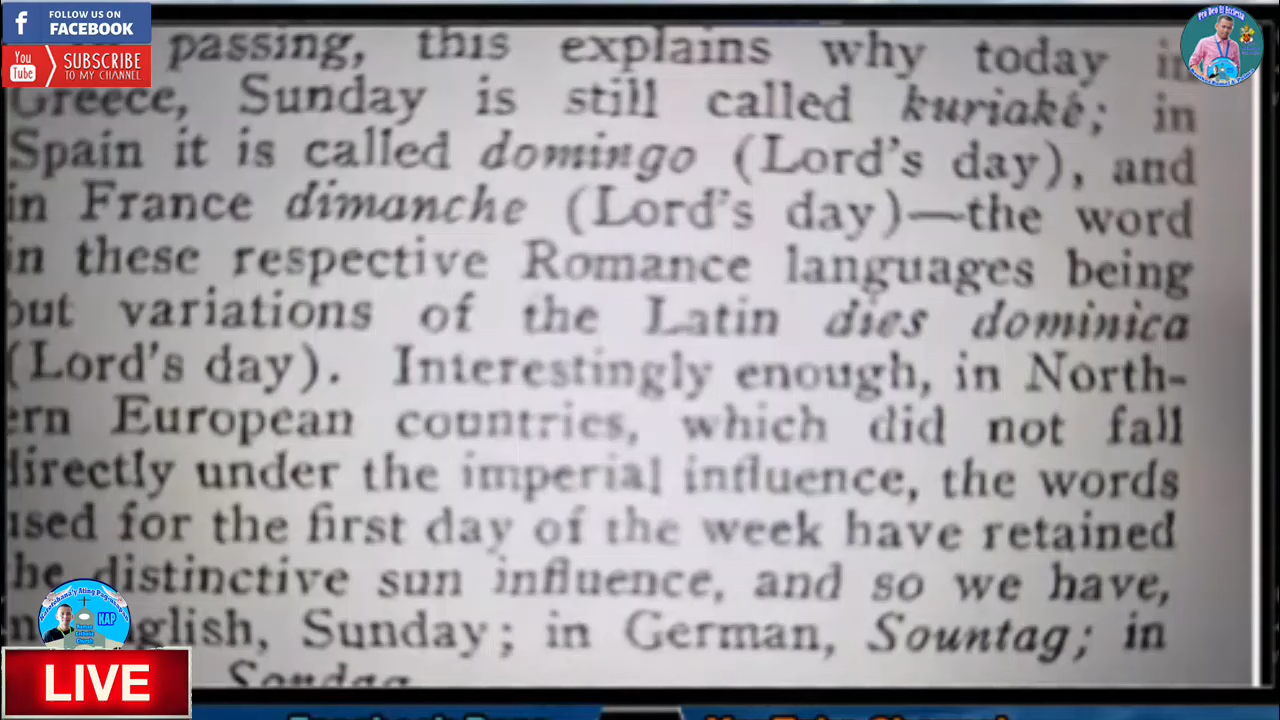 FOLLOW US ON
FACEBOOK
You
Tube
SUBSCRIBE
TO MY CHANNEL
passing, this explains why today in
Greece, Sunday is still called kuriakê; in
Spain it is called domingo (Lord's day), and
in France dimanche (Lord's day)—the word
in these respective Romance languages being
but variations of the Latin dies dominica
(Lord's day). Interestingly enough, in North-
ern European countries, which did not fall
directly under the imperial influence, the words
used for the first day of the week have retained
the distinctive sun influence, and so we have,
glish, Sunday, in German, Sountag; in
Sondag
KAP
LIVE